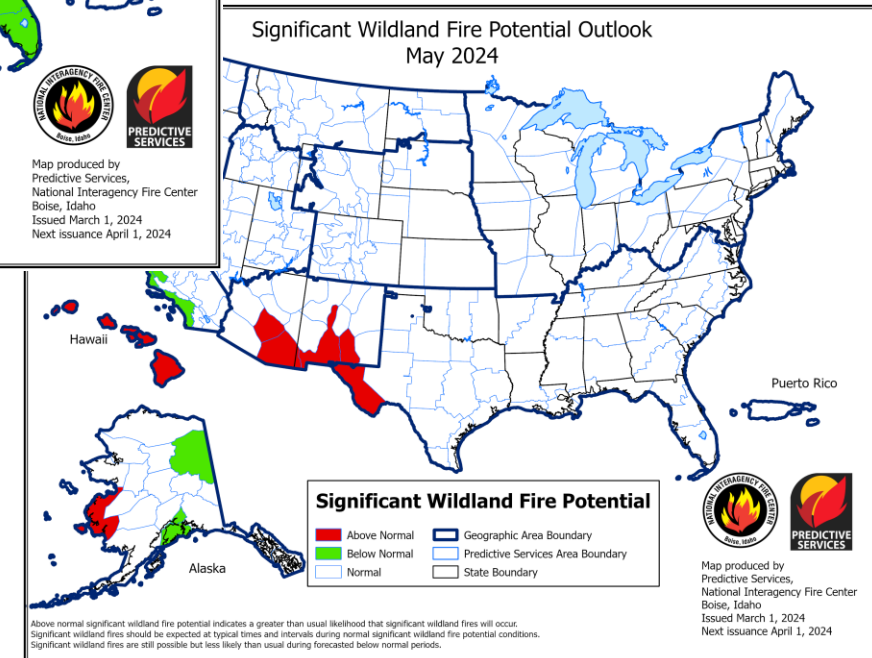 Significant Wildland Fire Potential Outlook
May 2024
NATIONAL INTERAGENCY FIRE CENTER
Boise, Idaho
PREDICTIVE
SERVICES
Map produced by
Predictive Services,
National Interagency Fire Center
Boise, Idaho
Issued March 1, 2024
Next issuance April 1, 2024
Hawaii
Puerto Rico
Alaska
Significant Wildland Fire Potential
Above Normal
Below Normal
Normal
Geographic Area Boundary
Predictive Services Area Boundary
State Boundary
NATIONAL INTERAGENCY FIRE CENTER
Boise, Idaho
PREDICTIVE
SERVICES
Map produced by
Predictive Services,
National Interagency Fire Center
Boise, Idaho
Issued March 1, 2024
Next issuance April 1, 2024
Above normal significant wildland fire potential indicates a greater than usual likelihood that significant wildland fires will occur.
Significant wildland fires should be expected at typical times and intervals during normal significant wildland fire potential conditions.
Significant wildland fires are still possible but less likely than usual during forecasted below normal periods.